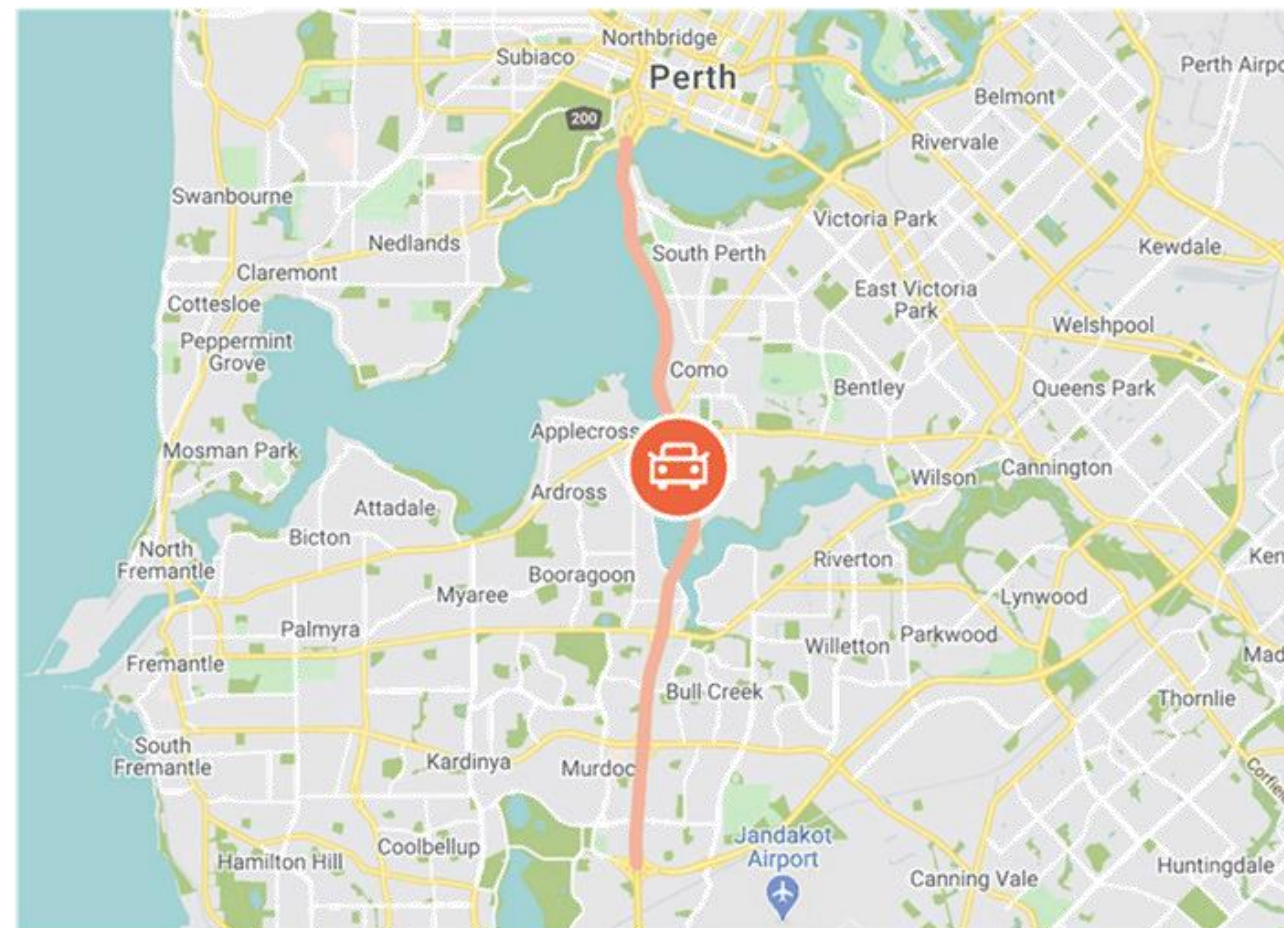 Northbridge
Subiaco
Perth
Perth Airpo
200
Belmont
Rivervale
Swanbourne
Victoria Park
Nedlands
South Perth
Kewdale
Claremont
Cottesloe
East Victoria
Park
Welshpool
Peppermint
Grove
Como
Bentley
Queens Park
Applecross
Mosman Park
Cannington
Wilson
Ardross
Attadale
Bicton
North
Fremantle
Riverton
Ken
Booragoon
Myaree
Lynwood
Palmyra
Parkwood
Willetton
Fremantle
Mad
Bull Creek
Thornlie
South
Fremantle
Kardinya
Murdoc
Corfie
Jandakot
Airport
Coolbellup
Hamilton Hill
Huntingdale
Canning Vale